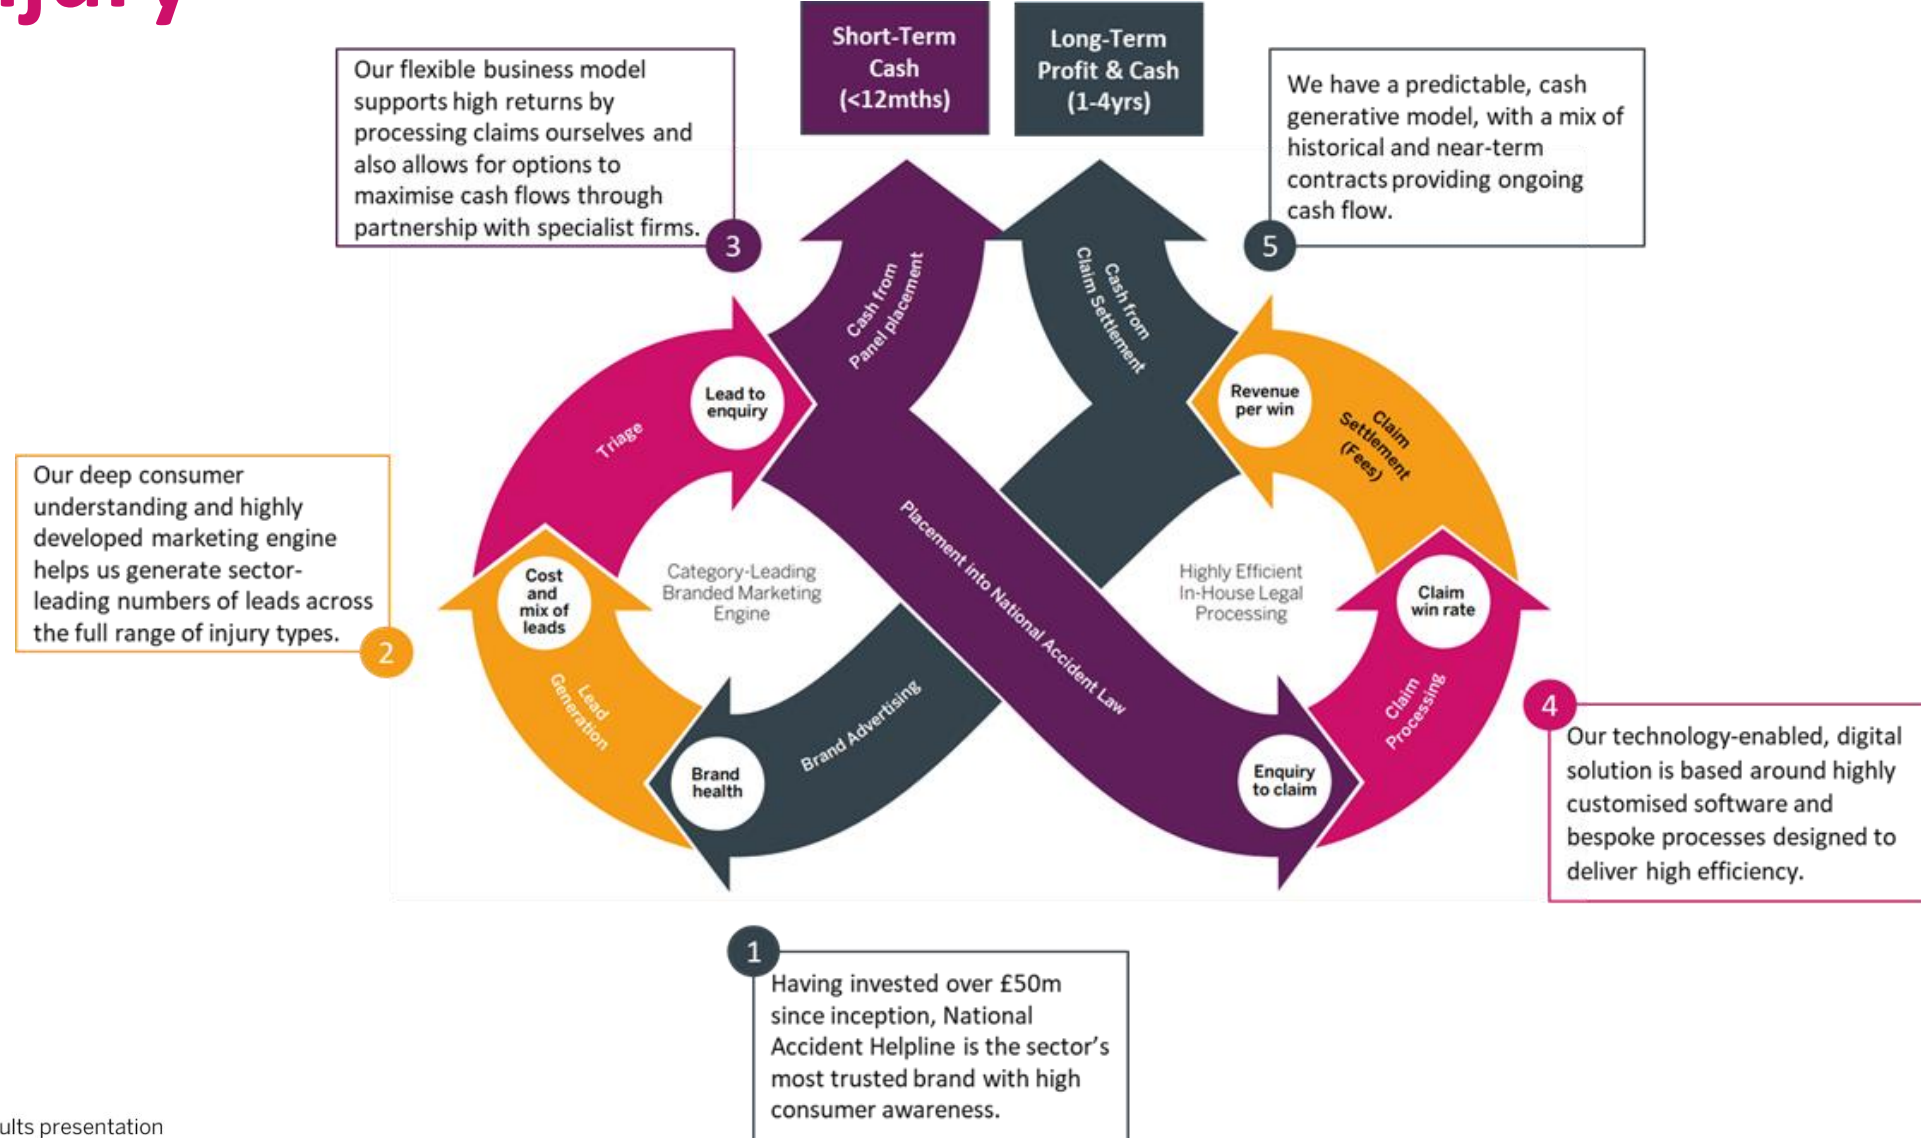 Short-Term
Cash
(<12mths)
Long-Term
Profit & Cash
(1-4yrs)
Our flexible business model
supports high returns by
processing claims ourselves and
also allows for options to
maximise cash flows through
partnership with specialist firms.
3
We have a predictable, cash
generative model, with a mix of
historical and near-term
contracts providing ongoing
cash flow.
5
Cash from
Panel placement
Cash from
Claim Settlement
Lead to
enquiry
Triage
Revenue
per win
Claim
Settlement
(Fees)
Our deep consumer
understanding and highly
developed marketing engine
helps us generate sector-
leading numbers of leads across
the full range of injury types.
2
Cost
and
mix of
leads
Category-Leading
Branded Marketing
Engine
Placement into National Accident Law
Highly Efficient
In-House Legal
Processing
Claim
win rate
Lead
Generation
Brand Advertising
Brand
health
Enquiry
to claim
Claim
Processing
4
Our technology-enabled, digital
solution is based around highly
customised software and
bespoke processes designed to
deliver high efficiency.
1
Having invested over £50m
since inception, National
Accident Helpline is the sector's
most trusted brand with high
consumer awareness.
ults presentation